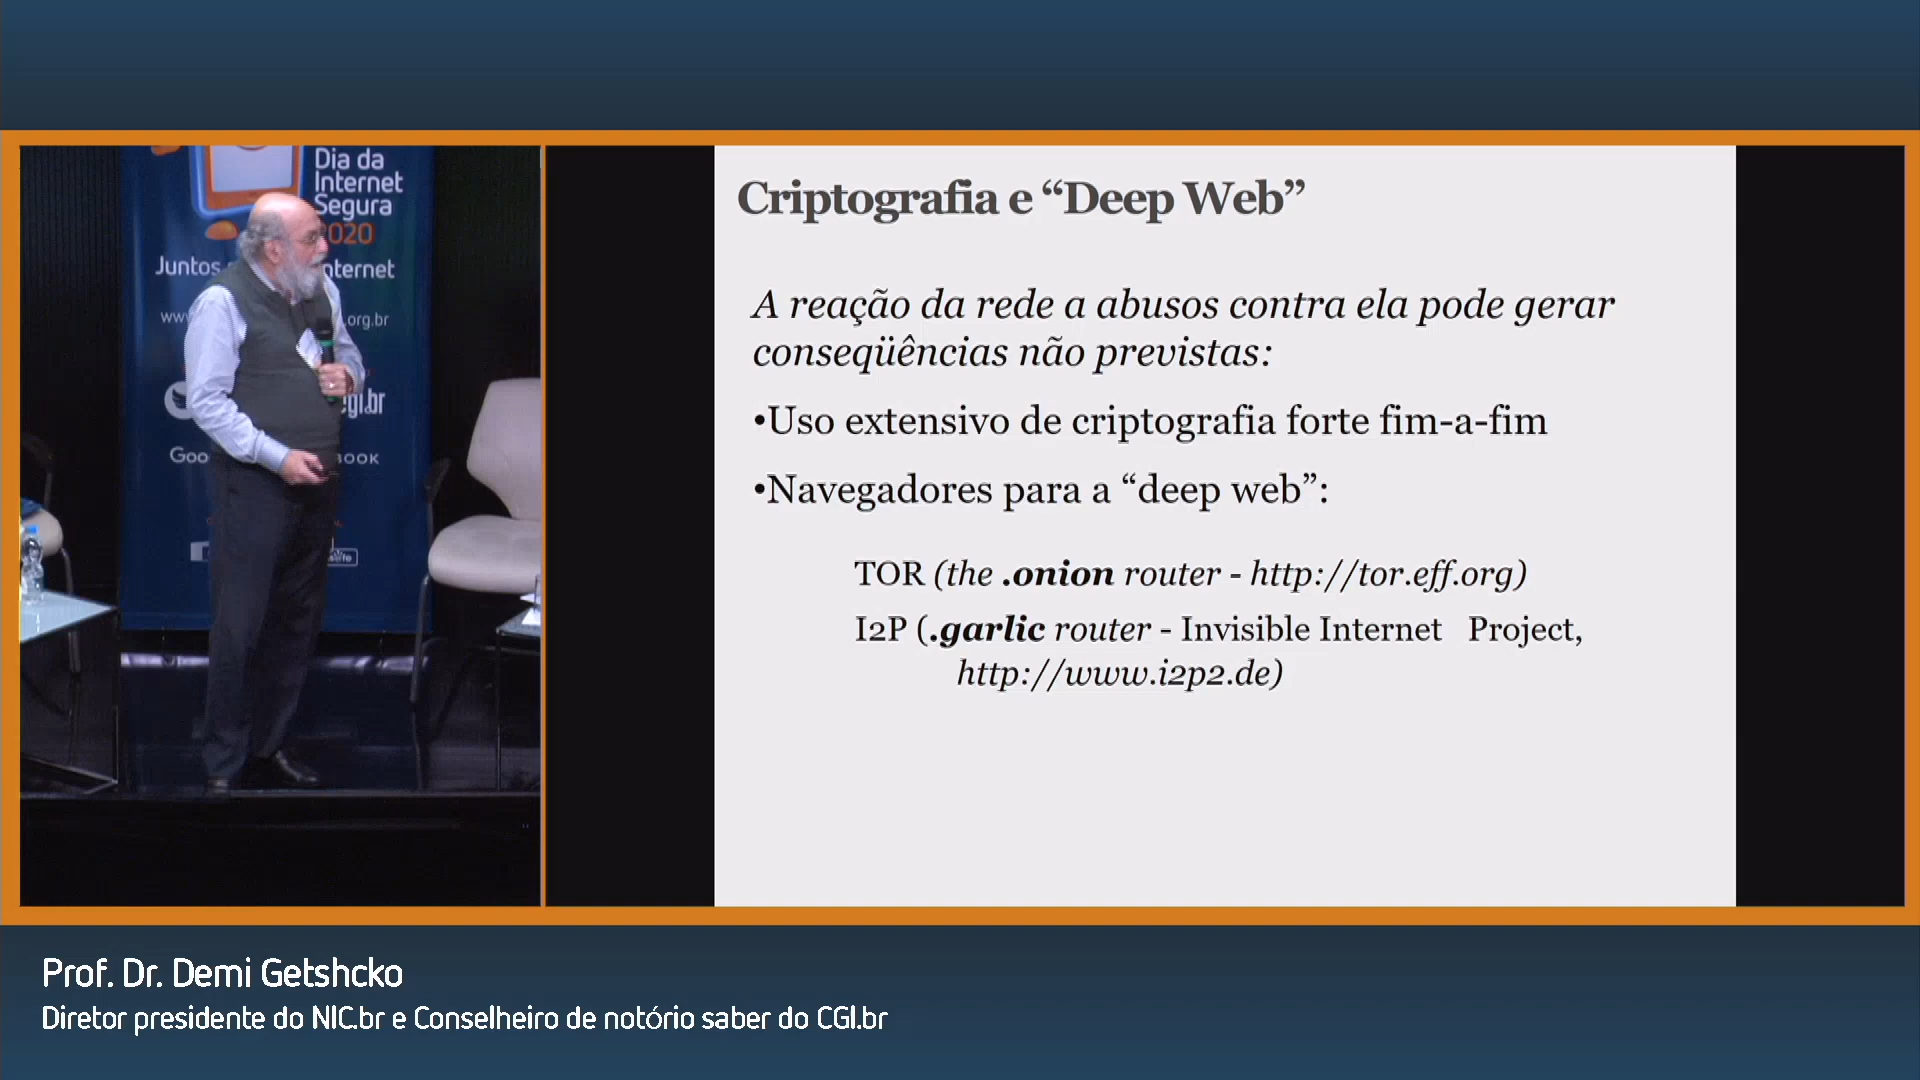 Dia da
Internet
Segura
2020
Juntos
nternet
www
.org.br
cgi.br
Goo
BOOK
Criptografia e “Deep Web”
A reação da rede a abusos contra ela pode gerar
conseqüências não previstas:
•Uso extensivo de criptografia forte fim-a-fim
•Navegadores para a “deep web”:
TOR (the .onion router - http://tor.eff.org)
I2P (.garlic router - Invisible Internet Project,
http://www.i2p2.de)
Prof. Dr. Demi Getshcko
Diretor presidente do NIC.br e Conselheiro de notório saber do CGI.br